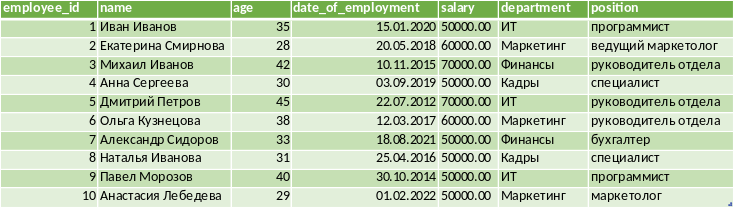 employee_id name age date_of_employment salary department position
1 Иван Иванов 35 15.01.2020 50000.00 ИТ программист
2 Екатерина Смирнова 28 20.05.2018 60000.00 Маркетинг ведущий маркетолог
3 Михаил Иванов 42 10.11.2015 70000.00 Финансы руководитель отдела
4 Анна Сергеева 30 03.09.2019 50000.00 Кадры специалист
5 Дмитрий Петров 45 22.07.2012 70000.00 ИТ руководитель отдела
6 Ольга Кузнецова 38 12.03.2017 60000.00 Маркетинг руководитель отдела
7 Александр Сидоров 33 18.08.2021 50000.00 Финансы бухгалтер
8 Наталья Иванова 31 25.04.2016 50000.00 Кадры специалист
9 Павел Морозов 40 30.10.2014 50000.00 ИТ программист
10 Анастасия Лебедева 29 01.02.2022 50000.00 Маркетинг маркетолог